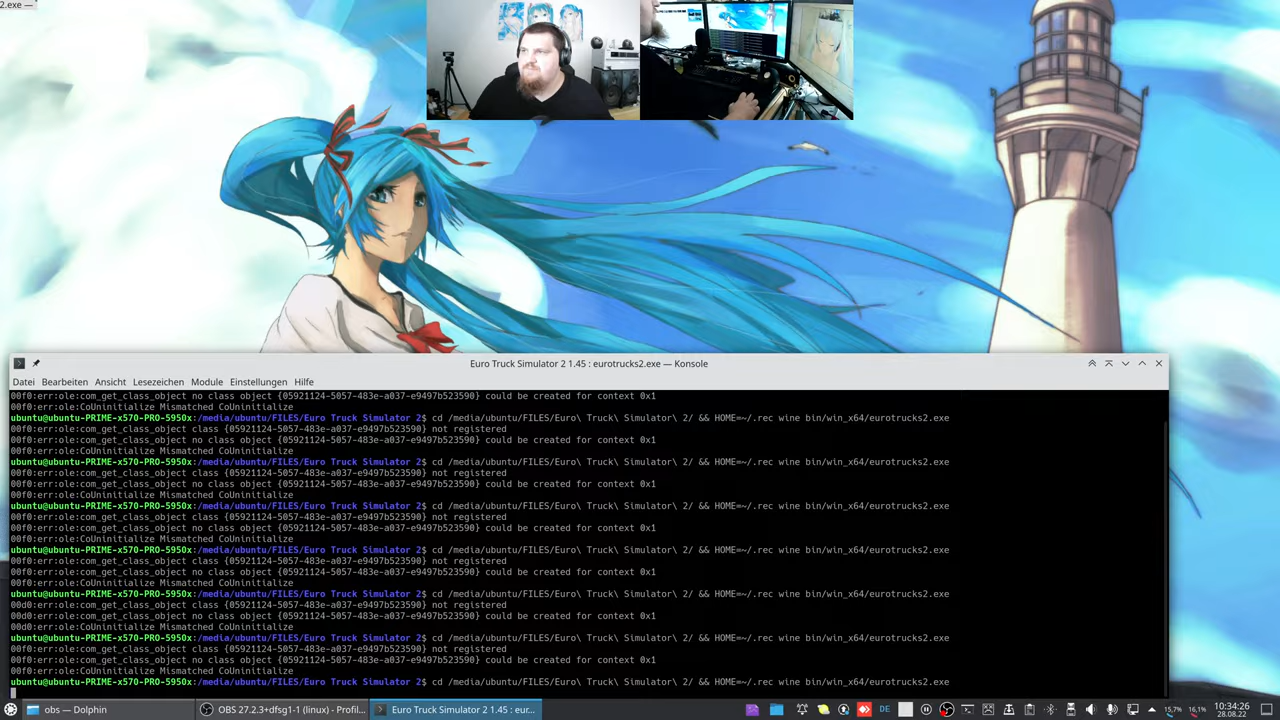 2.exe —
Euro Truck Simulator 2 1.45 : eurotrucks2.exe — Konsole
Datei Bearbeiten Ansicht Lesezeichen Module Einstellungen Hilfe
00f0:err:ole:com_get_class_object no class object {05921124-5057-483e-a037-e9497b523590} could be created for context 0x1
00f0:err:ole:CoUninitialize Mismatched CoUninitialize
ubuntu@ubuntu-PRIME-x570-PRO-5950x:/media/ubuntu/FILES/Euro Truck Simulator 2$ cd /media/ubuntu/FILES/Euro\ Truck\ Simulator\ 2/ && HOME=~/.rec wine bin/win_x64/eurotrucks2.exe
00f0:err:ole:com_get_class_object class {05921124-5057-483e-a037-e9497b523590} not registered
00f0:err:ole:com_get_class_object no class object {05921124-5057-483e-a037-e9497b523590} could be created for context 0x1
00f0:err:ole:CoUninitialize Mismatched CoUninitialize
ubuntu@ubuntu-PRIME-x570-PRO-5950x:/media/ubuntu/FILES/Euro Truck Simulator 2$ cd /media/ubuntu/FILES/Euro\ Truck\ Simulator\ 2/ && HOME=~/.rec wine bin/win_x64/eurotrucks2.exe
00f0:err:ole:com_get_class_object class {05921124-5057-483e-a037-e9497b523590} not registered
00f0:err:ole:com_get_class_object no class object {05921124-5057-483e-a037-e9497b523590} could be created for context 0x1
00f0:err:ole:CoUninitialize Mismatched CoUninitialize
ubuntu@ubuntu-PRIME-x570-PRO-5950x:/media/ubuntu/FILES/Euro Truck Simulator 2$ cd /media/ubuntu/FILES/Euro\ Truck\ Simulator\ 2/ && HOME=~/.rec wine bin/win_x64/eurotrucks2.exe
00f0:err:ole:com_get_class_object class {05921124-5057-483e-a037-e9497b523590} not registered
00f0:err:ole:com_get_class_object no class object {05921124-5057-483e-a037-e9497b523590} could be created for context 0x1
00f0:err:ole:CoUninitialize Mismatched CoUninitialize
ubuntu@ubuntu-PRIME-x570-PRO-5950x:/media/ubuntu/FILES/Euro Truck Simulator 2$ cd /media/ubuntu/FILES/Euro\ Truck\ Simulator\ 2/ && HOME=~/.rec wine bin/win_x64/eurotrucks2.exe
00f0:err:ole:com_get_class_object class {05921124-5057-483e-a037-e9497b523590} not registered
00f0:err:ole:com_get_class_object no class object {05921124-5057-483e-a037-e9497b523590} could be created for context 0x1
00f0:err:ole:CoUninitialize Mismatched CoUninitialize
ubuntu@ubuntu-PRIME-x570-PRO-5950x:/media/ubuntu/FILES/Euro Truck Simulator 2$ cd /media/ubuntu/FILES/Euro\ Truck\ Simulator\ 2/ && HOME=~/.rec wine bin/win_x64/eurotrucks2.exe
00d0:err:ole:com_get_class_object class {05921124-5057-483e-a037-e9497b523590} not registered
00d0:err:ole:com_get_class_object no class object {05921124-5057-483e-a037-e9497b523590} could be created for context 0x1
00d0:err:ole:CoUninitialize Mismatched CoUninitialize
ubuntu@ubuntu-PRIME-x570-PRO-5950x:/media/ubuntu/FILES/Euro Truck Simulator 2$ cd /media/ubuntu/FILES/Euro\ Truck\ Simulator\ 2/ && HOME=~/.rec wine bin/win_x64/eurotrucks2.exe
00f0:err:ole:com_get_class_object class {05921124-5057-483e-a037-e9497b523590} not registered
00f0:err:ole:com_get_class_object no class object {05921124-5057-483e-a037-e9497b523590} could be created for context 0x1
00f0:err:ole:CoUninitialize Mismatched CoUninitialize
ubuntu@ubuntu-PRIME-x570-PRO-5950x:/media/ubuntu/FILES/Euro Truck Simulator 2$ cd /media/ubuntu/FILES/Euro\ Truck\ Simulator\ 2/ && HOME=~/.rec wine bin/win_x64/eurotrucks2.exe
obs — Dolphin
OBS 27.2.3+dfsg1-1 (linux) - Profil...
Euro Truck Simulator 2 1.45 : eur...
DE
15,7% 16,1%
10:34:26
28.08.22